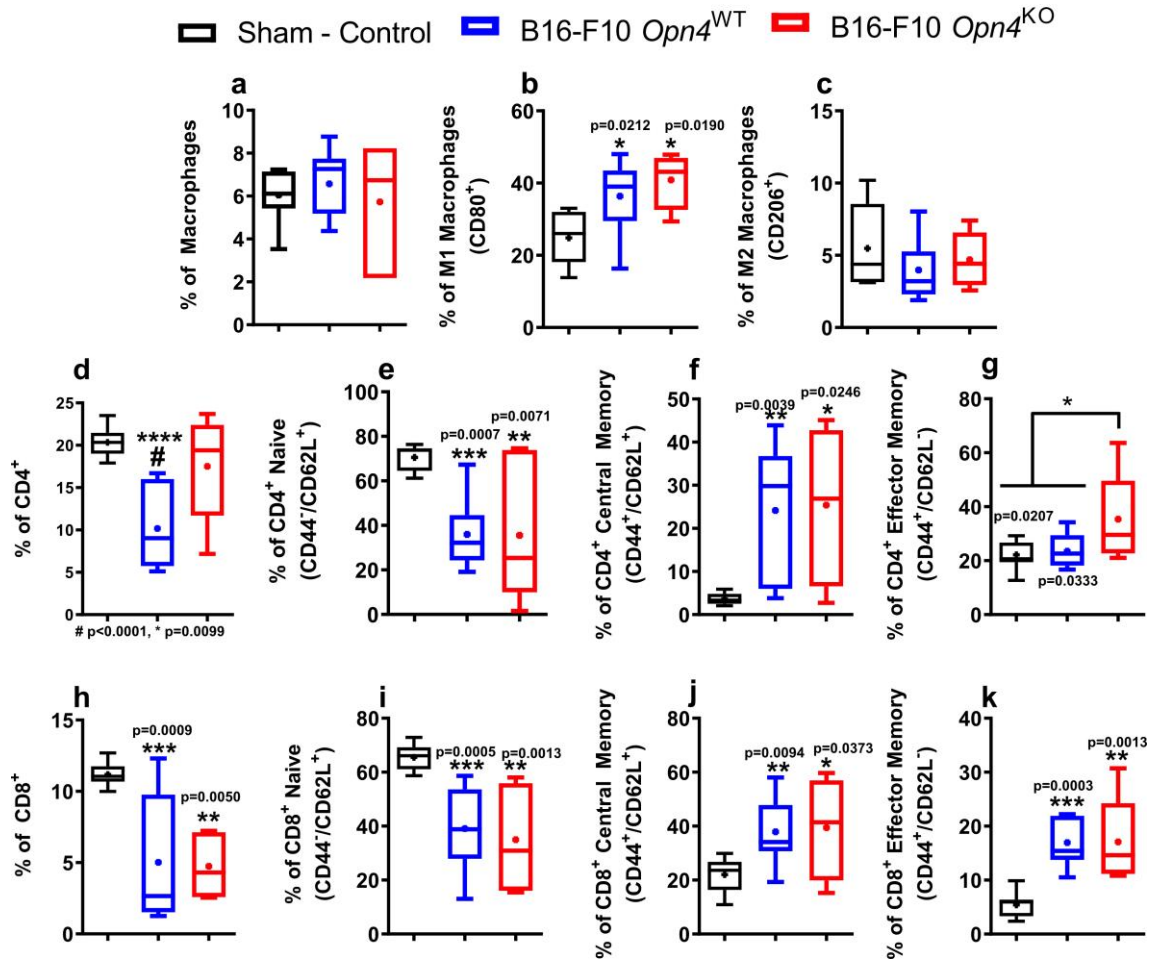 Sham - Control B16-F10 Opn4WT B16-F10 Opn4KO
a
% of Macrophages
10
8
6
4
2
0
b
% of M1 Macrophages
(CD80+)
60
40
20
0
p=0.0212
*
p=0.0190
*
c
% of M2 Macrophages
(CD206+)
15
10
5
0
d
% of CD4+
25
20
15
10
5
0
****
#
# p<0.0001, * p=0.0099
e
% of CD4+ Naive
(CD44-/CD62L+)
100
80
60
40
20
0
p=0.0007
***
p=0.0071
**
f
% of CD4+ Central Memory
(CD44+/CD62L+)
50
40
30
20
10
0
p=0.0039
**
p=0.0246
*
g
% of CD4+ Effector Memory
(CD44+/CD62L-)
80
60
40
20
0
*
p=0.0207
p=0.0333
h
% of CD8+
15
10
5
0
p=0.0009
***
p=0.0050
**
i
% of CD8+ Naive
(CD44-/CD62L+)
80
60
40
20
0
p=0.0005
***
p=0.0013
**
j
% of CD8+ Central Memory
(CD44+/CD62L+)
80
60
40
20
0
p=0.0094
**
p=0.0373
*
k
% of CD8+ Effector Memory
(CD44+/CD62L-)
40
30
20
10
0
p=0.0003
***
p=0.0013
**